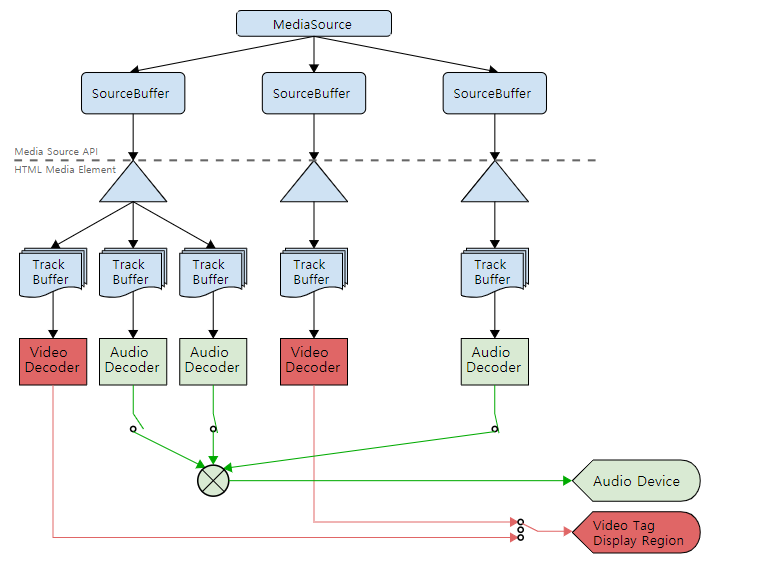 MediaSource
SourceBuffer
SourceBuffer
SourceBuffer
Media Source API
HTML Media Element
Track
Buffer
Track
Buffer
Track
Buffer
Track
Buffer
Track
Buffer
Video
Decoder
Audio
Decoder
Audio
Decoder
Video
Decoder
Audio
Decoder
Audio Device
Video Tag
Display Region